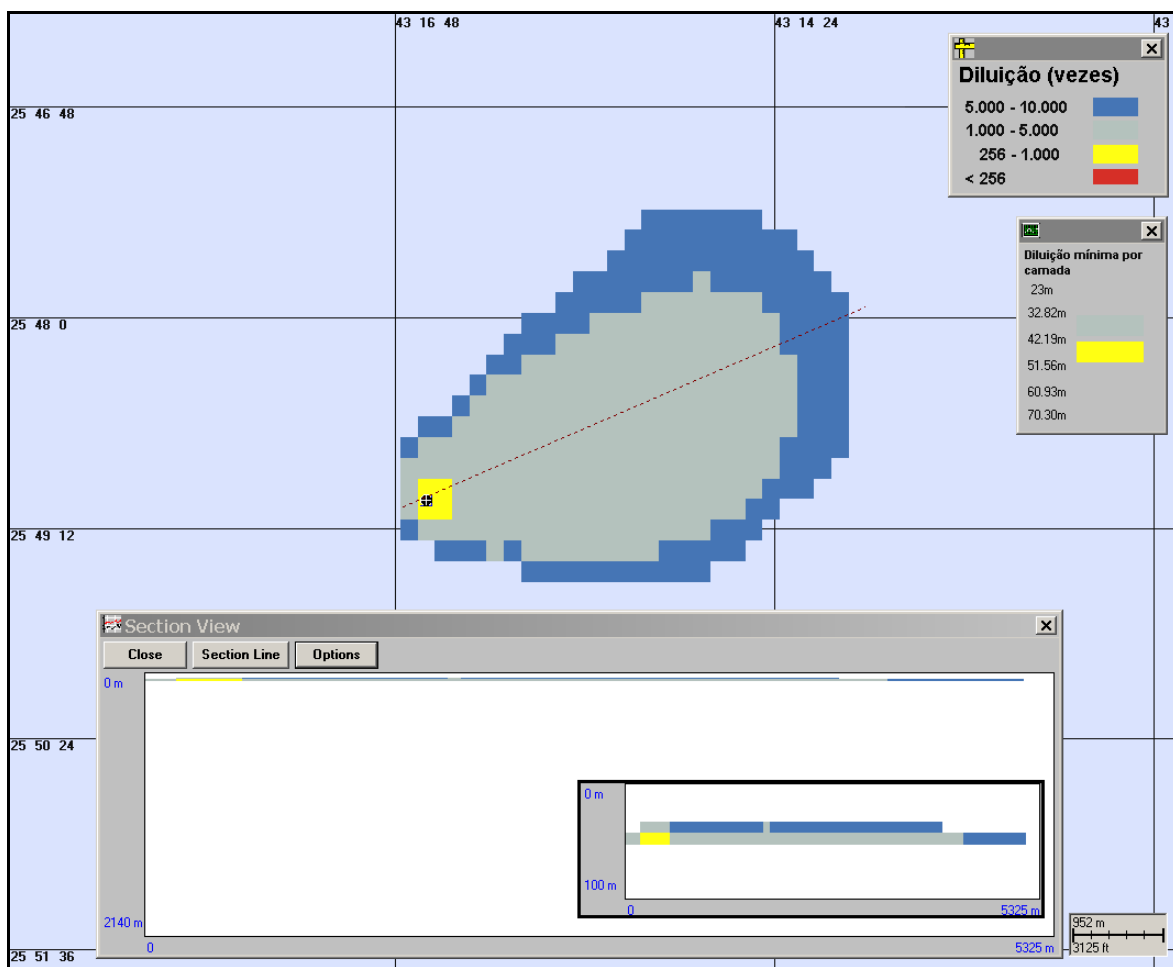 43 16 48
43 14 24
43
25 46 48
25 48 0
25 49 12
25 50 24
25 51 36
Diluição (vezes)
5.000 - 10.000
1.000 - 5.000
256 - 1.000
< 256
Diluição mínima por
camada
23m
32.82m
42.19m
51.56m
60.93m
70.30m
Section View
Close
Section Line
Options
0 m
2140 m
0
5325 m
0 m
100 m
0
5325 m
952 m
3125 ft